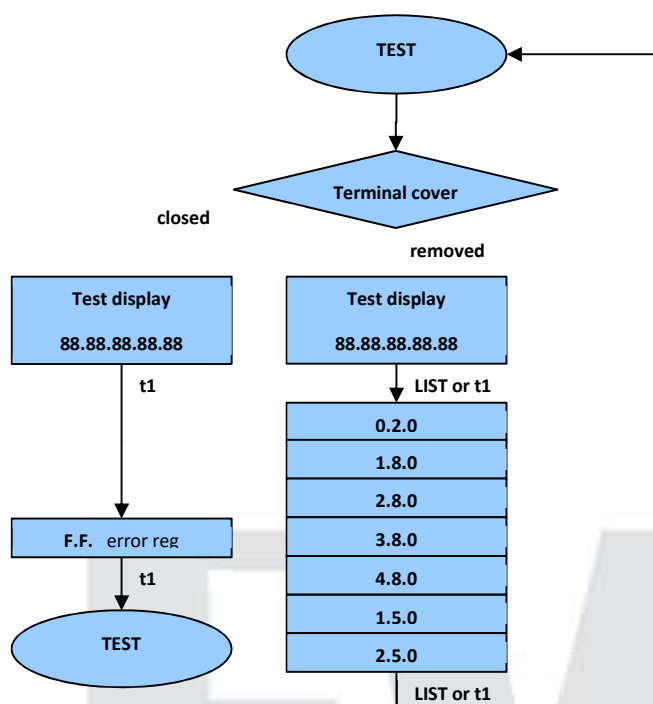 TEST
Terminal cover
closed
removed
Test display
88.88.88.88.88
t1
F.F. error reg
t1
TEST
Test display
88.88.88.88.88
LIST or t1
0.2.0
1.8.0
2.8.0
3.8.0
4.8.0
1.5.0
2.5.0
LIST or t1